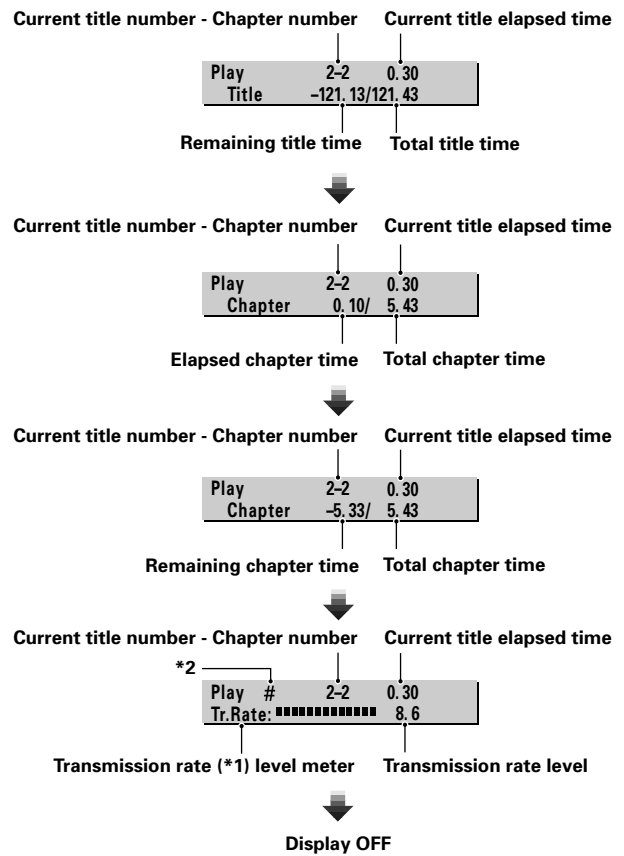 Current title number - Chapter number Current title elapsed time
Play 2–2 0. 30
Title –121. 13/121. 43
Remaining title time Total title time
Current title number - Chapter number Current title elapsed time
Play 2–2 0. 30
Chapter 0. 10/ 5. 43
Elapsed chapter time Total chapter time
Current title number - Chapter number Current title elapsed time
Play 2–2 0. 30
Chapter –5. 33/ 5. 43
Remaining chapter time Total chapter time
Current title number - Chapter number Current title elapsed time
*2
Play # 2–2 0. 30
Tr.Rate: 8. 6
Transmission rate (*1) level meter Transmission rate level
Display OFF